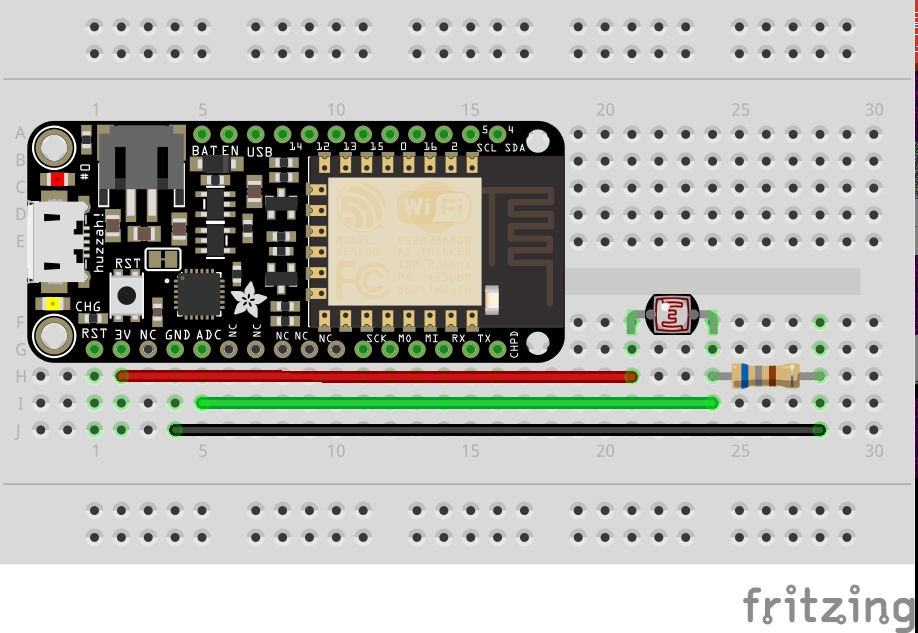 1 5 10 15 20 25 30
A
B
C
D
E
F
G
H
I
J
BAT EN USB
14 12 13 15 0 16 2 5 4
SCL SDA
#0
huzzah!
WiFi
FC
RST
CHG
RST 3V NC GND ADC NC NC NC NC NC SCK MO MI RX TX CHPD
1 5 10 15 20 25 30
fritzing